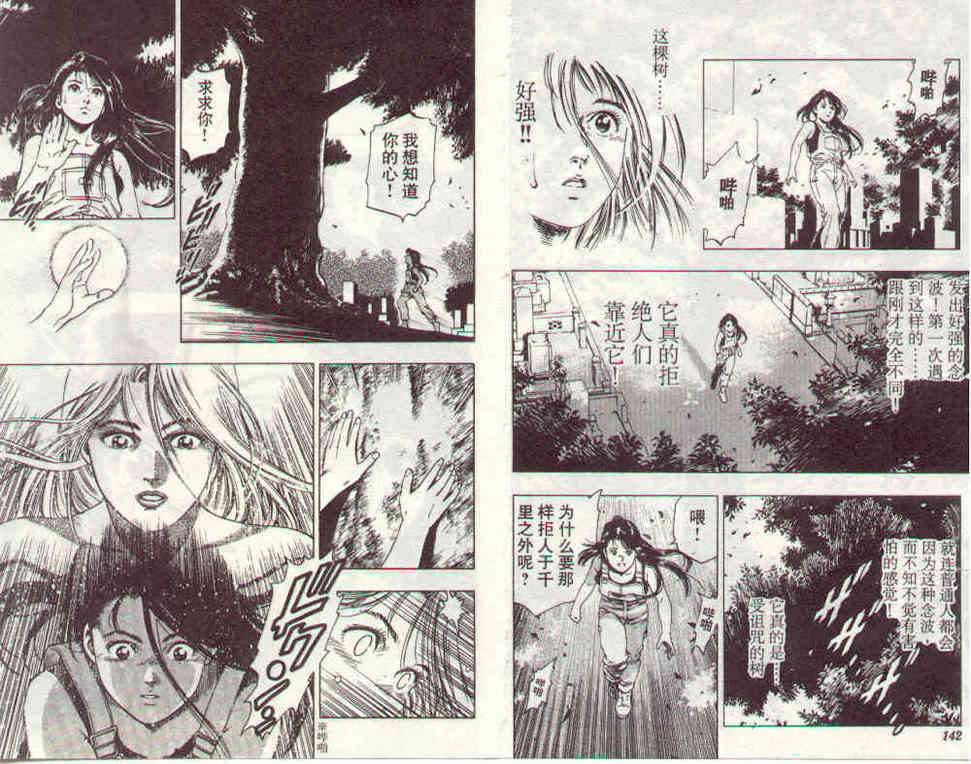 哗
啪
哗
啪
这棵树……
好强!!
发出好强的念
波!第一次遇
到这样的……
跟刚才完全不同!
它真的拒
绝人们
靠近它!
就连普通人都会
因为这种念波
而不知不觉有害
怕的感觉!
它真的是……
受诅咒的树
喂!
为什么要那
样拒人于千
里之外呢?
哗
啪
哗
啪
142
我想知道
你的心!
求求你!